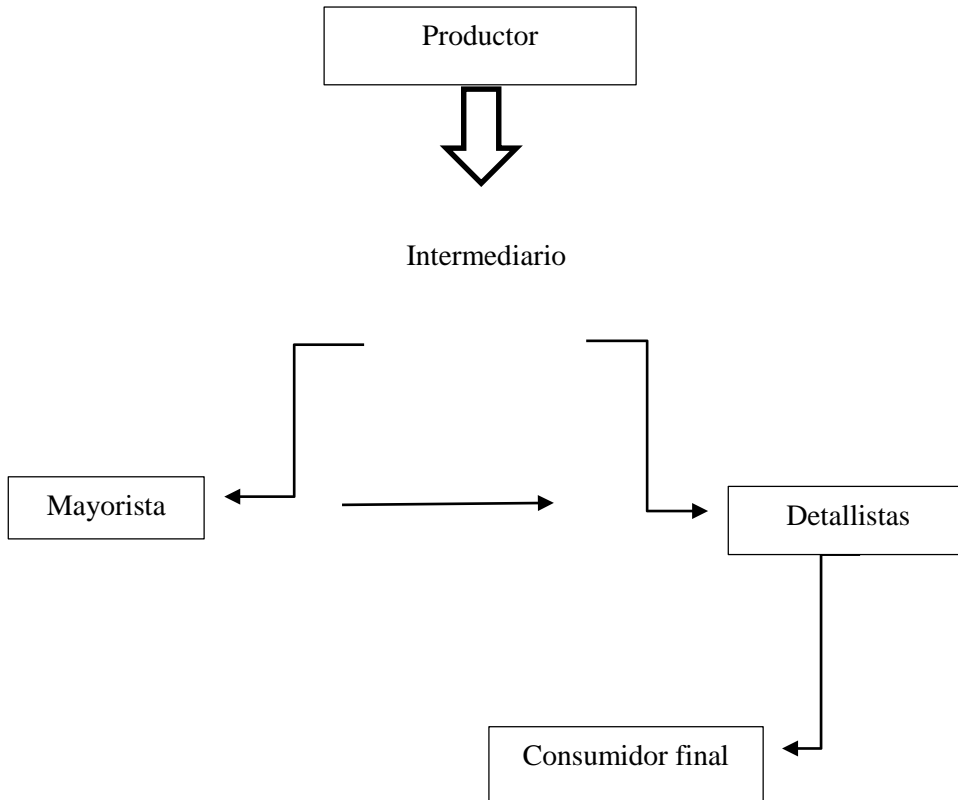 Productor
Intermediario
Mayorista
Detallistas
Consumidor final